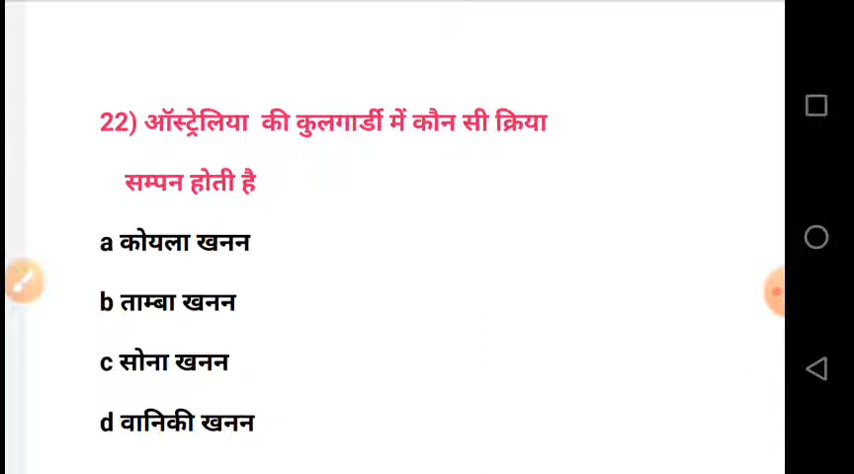 22) ऑस्ट्रेलिया की कुलगार्डी में कौन सी क्रिया
सम्पन होती है
a कोयला खनन
b ताम्बा खनन
c सोना खनन
d वानिकी खनन